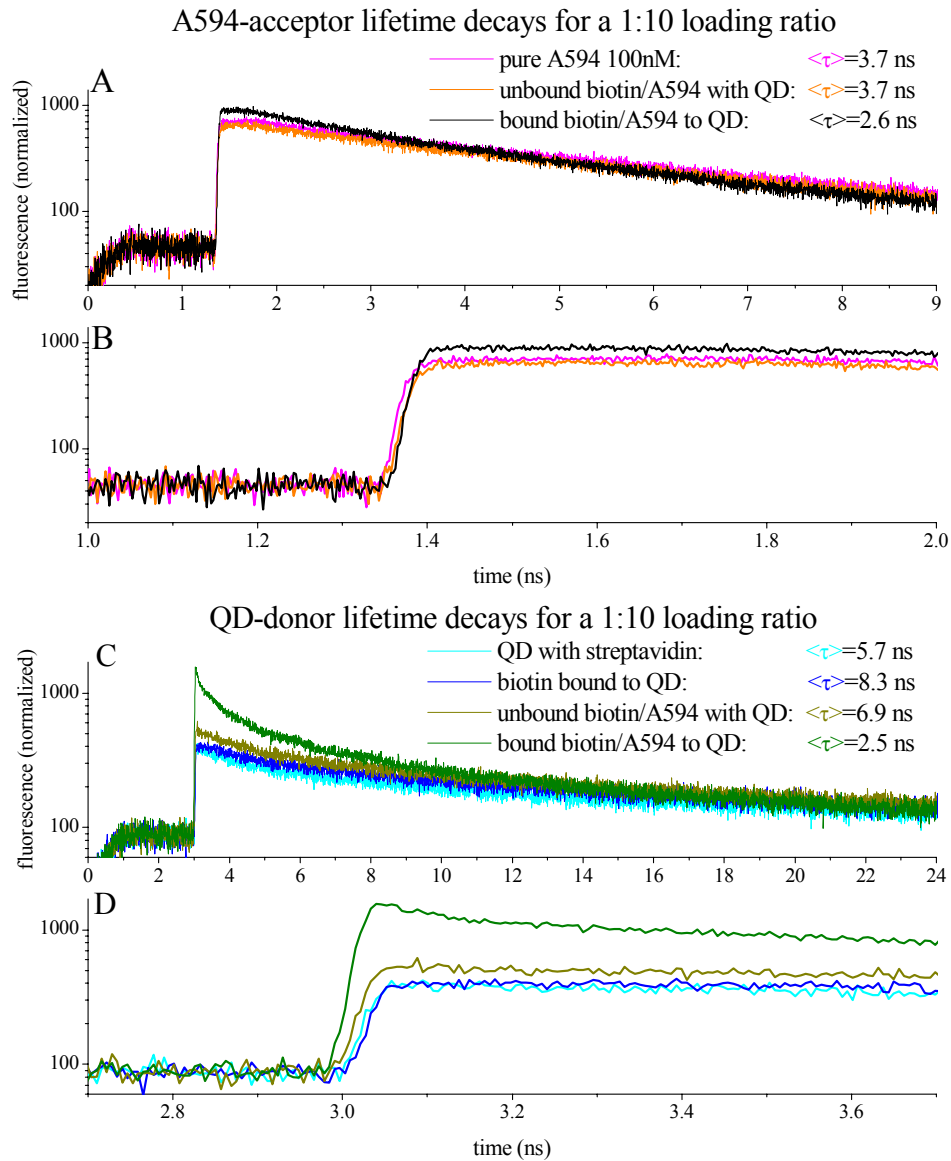 A594-acceptor lifetime decays for a 1:10 loading ratio
A
pure A594 100nM: <τ>=3.7 ns
unbound biotin/A594 with QD: <τ>=3.7 ns
bound biotin/A594 to QD: <τ>=2.6 ns
fluorescence (normalized)
1000
100
0 1 2 3 4 5 6 7 8 9
B
1000
100
1.0 1.2 1.4 1.6 1.8 2.0
time (ns)
QD-donor lifetime decays for a 1:10 loading ratio
C
QD with streptavidin: <τ>=5.7 ns
biotin bound to QD: <τ>=8.3 ns
unbound biotin/A594 with QD: <τ>=6.9 ns
bound biotin/A594 to QD: <τ>=2.5 ns
fluorescence (normalized)
1000
100
0 2 4 6 8 10 12 14 16 18 20 22 24
D
1000
100
2.8 3.0 3.2 3.4 3.6
time (ns)